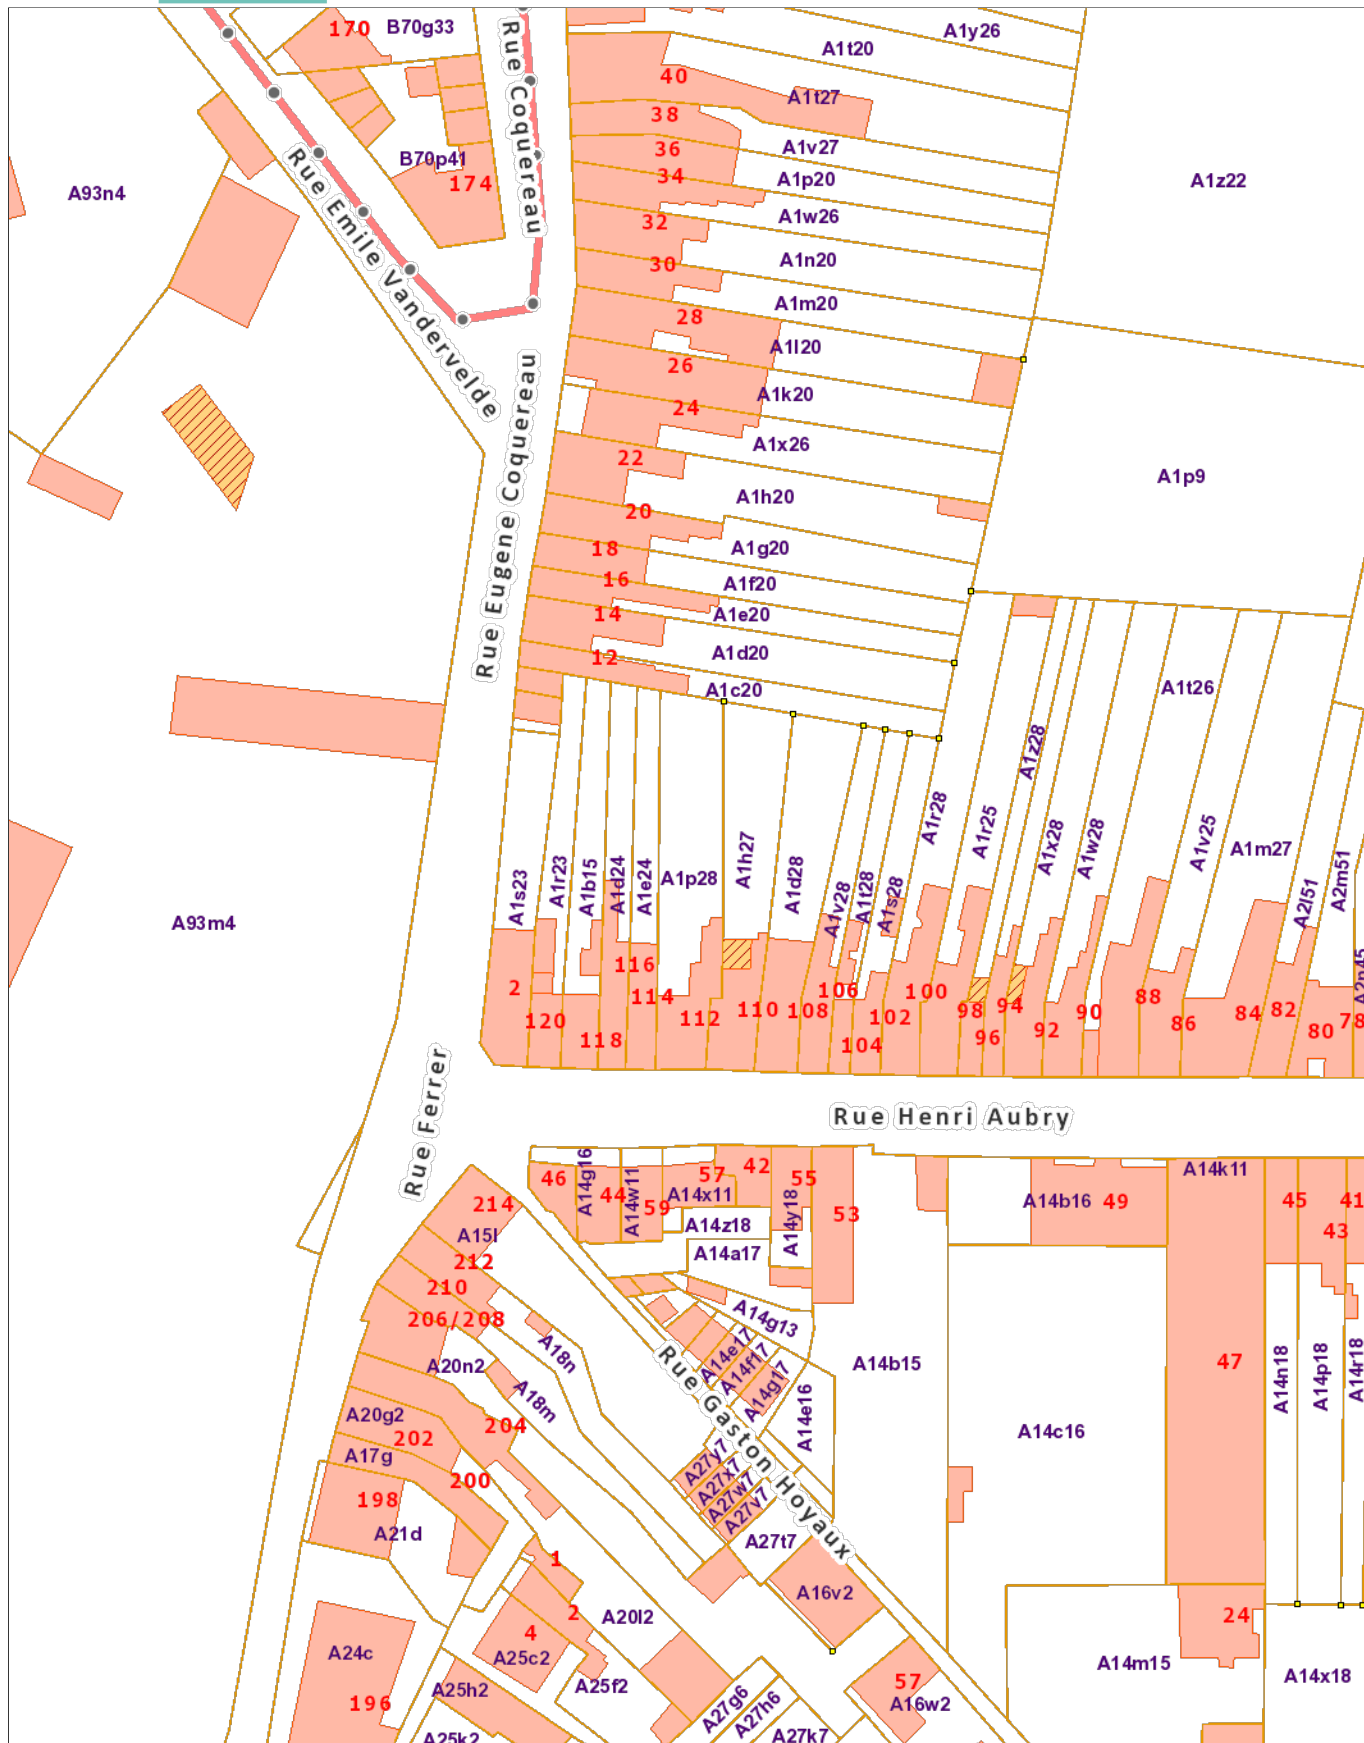 170
B70g33
Rue Coquereau
A1y26
A1t20
40
A1t27
38
36
A1v27
B70p41
174
34
A1p20
A1z22
A93n4
Rue Emile Vandervelde
32
A1w26
30
A1n20
A1m20
28
A1l20
26
A1k20
24
A1x26
Rue Eugene Coquereau
22
A1h20
A1p9
20
18
A1g20
16
A1f20
14
A1e20
12
A1d20
A1c20
A1t26
A1z28
A1s23
A1r23
A1b15
A1d24
A1e24
A1p28
A1h27
A1d28
A1v28
A1t28
A1s28
A1r28
A1r25
A1x28
A1w28
A1v25
A1m27
A2l51
A2m51
A2n45
A93m4
2
120
118
116
114
112
110
108
106
104
102
100
98
96
94
92
90
88
86
84
82
80
78
Rue Ferrer
Rue Henri Aubry
46
A14g16
44
A14w11
59
57
A14x11
42
55
A14y18
53
A14z18
A14a17
A14b16
49
A14k11
45
43
41
214
A15l
212
210
206/208
A18n
A18m
A20n2
204
A20g2
202
A17g
200
198
A21d
A14g13
A14e17
A14f17
A14g17
Rue Gaston Hoyaux
A14e16
A14b15
A14c16
47
A14n18
A14p18
A14r18
A27y7
A27x7
A27w7
A27v7
A27t7
A16v2
1
2
4
A20l2
A25c2
A25f2
A24c
196
A25h2
A25k2
A27g6
A27h6
A27k7
57
A16w2
A14m15
24
A14x18